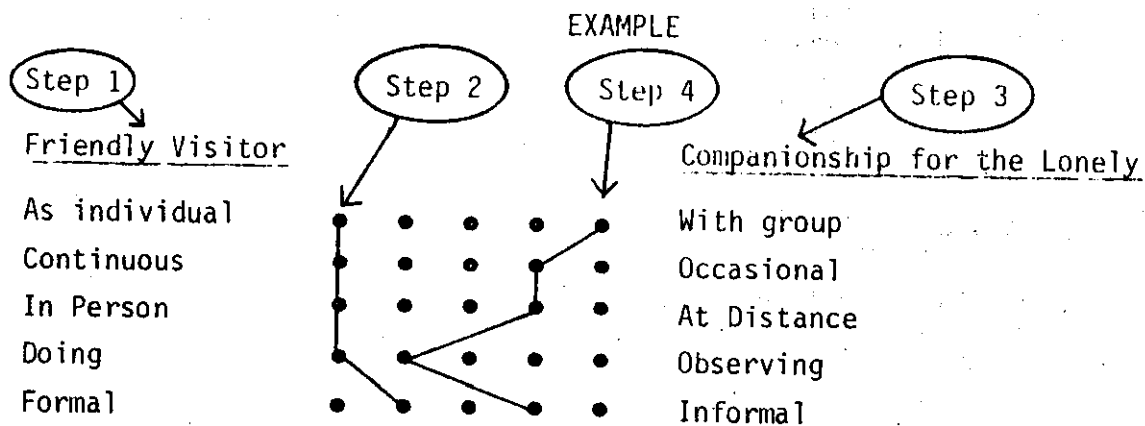 EXAMPLE
Step 1
Step 2
Step 4
Step 3
Friendly Visitor
Companionship for the Lonely
As individual
With group
Continuous
Occasional
In Person
At Distance
Doing
Observing
Formal
Informal